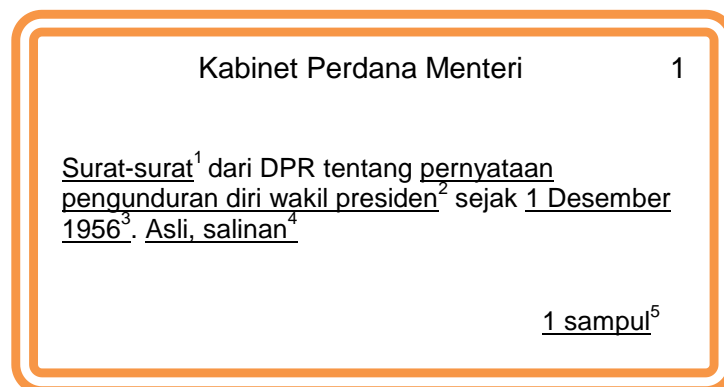 Kabinet Perdana Menteri 1
Surat-surat¹ dari DPR tentang pernyataan
pengunduran diri wakil presiden² sejak 1 Desember
1956³. Asli, salinan⁴
1 sampul⁵